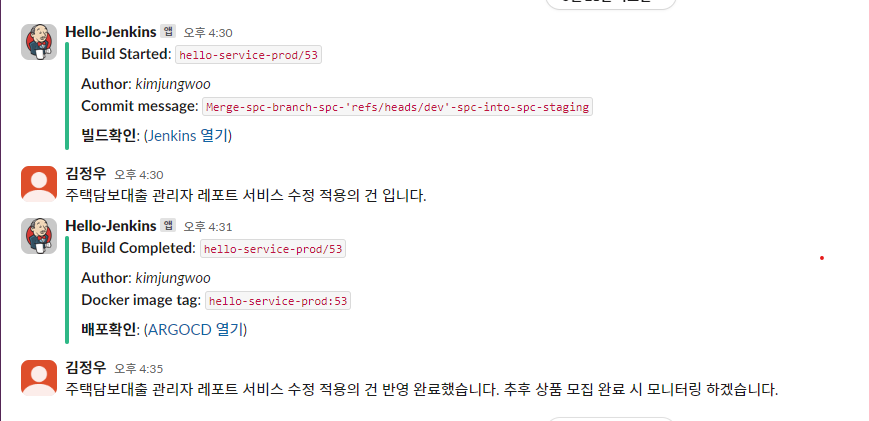 Hello-Jenkins 앱 오후 4:30
Build Started: hello-service-prod/53
Author: kimjungwoo
Commit message: Merge-spc-branch-spc-'refs/heads/dev'-spc-into-spc-staging
빌드확인: (Jenkins 열기)
김정우 오후 4:30
주택담보대출 관리자 레포트 서비스 수정 적용의 건 입니다.
Hello-Jenkins 앱 오후 4:31
Build Completed: hello-service-prod/53
Author: kimjungwoo
Docker image tag: hello-service-prod:53
배포확인: (ARGOCD 열기)
김정우 오후 4:35
주택담보대출 관리자 레포트 서비스 수정 적용의 건 반영 완료했습니다. 추후 상품 모집 완료 시 모니터링 하겠습니다.